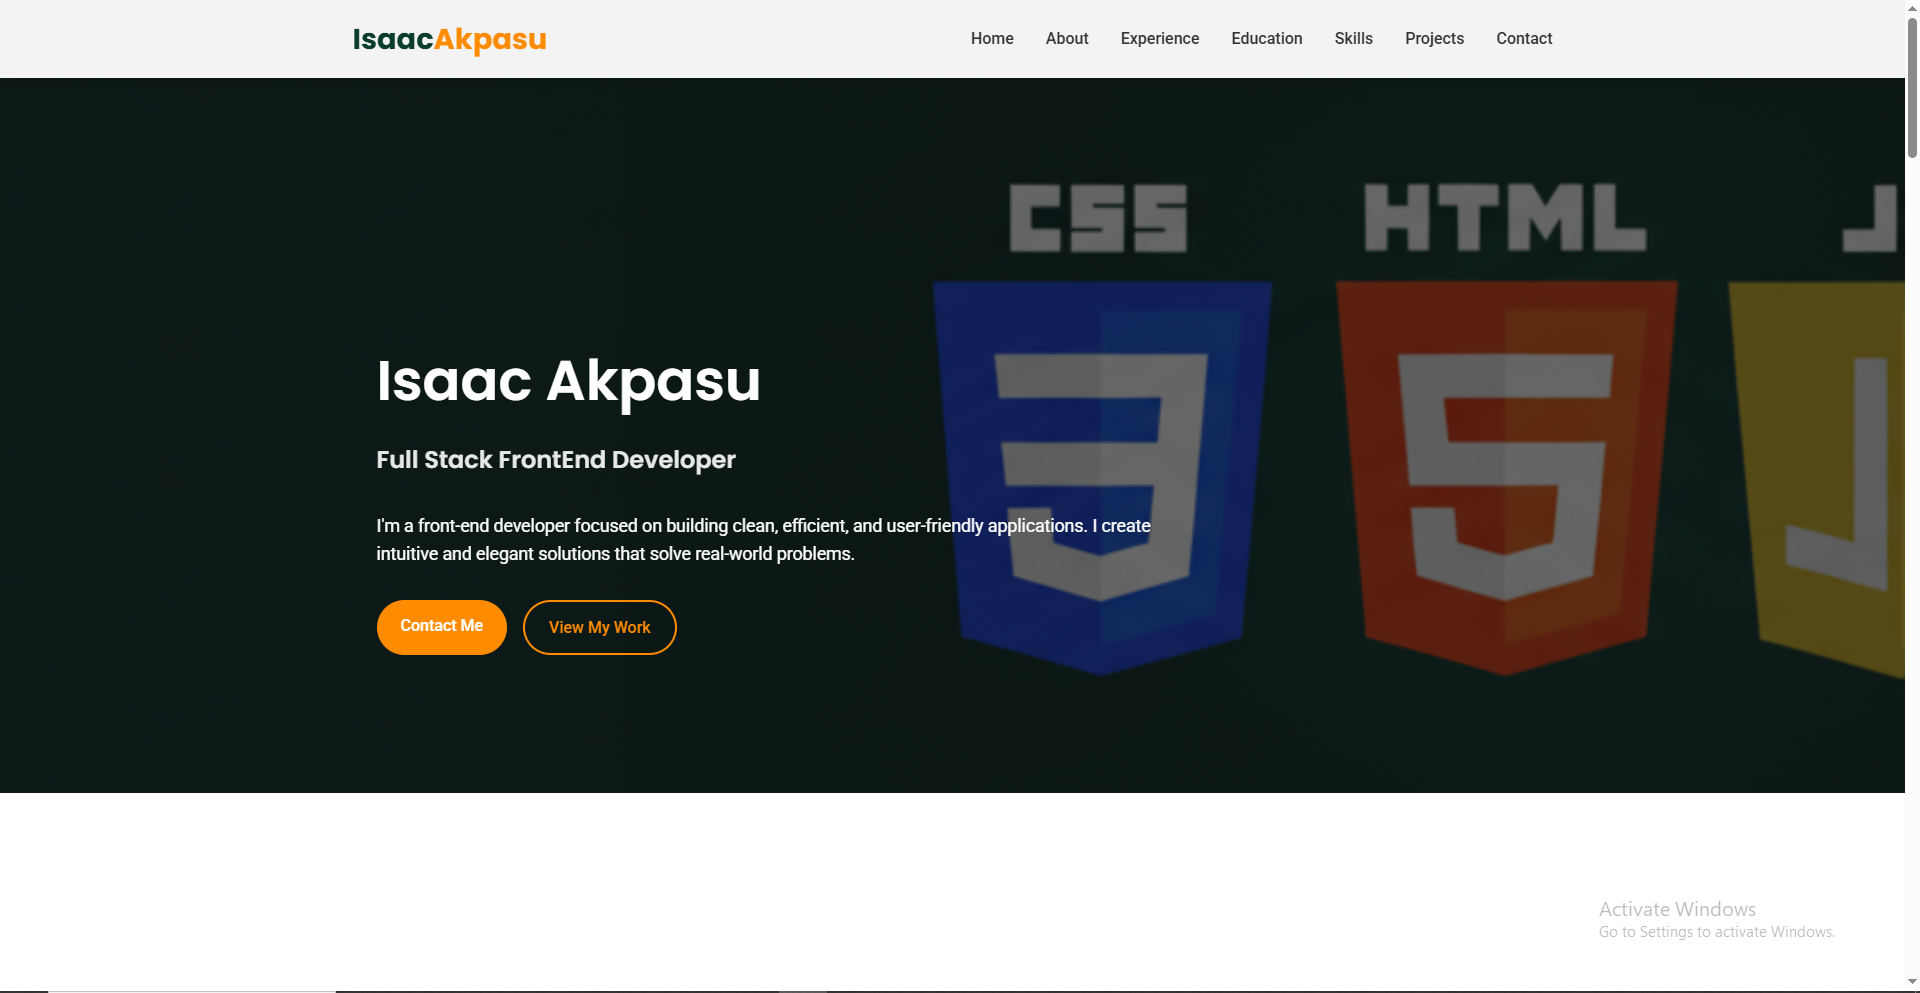 IsaacAkpasu
Home About Experience Education Skills Projects Contact
CSS HTML J
3 5 J
Isaac Akpasu
Full Stack FrontEnd Developer
I'm a front-end developer focused on building clean, efficient, and user-friendly applications. I create
intuitive and elegant solutions that solve real-world problems.
Contact Me View My Work
Activate Windows
Go to Settings to activate Windows.